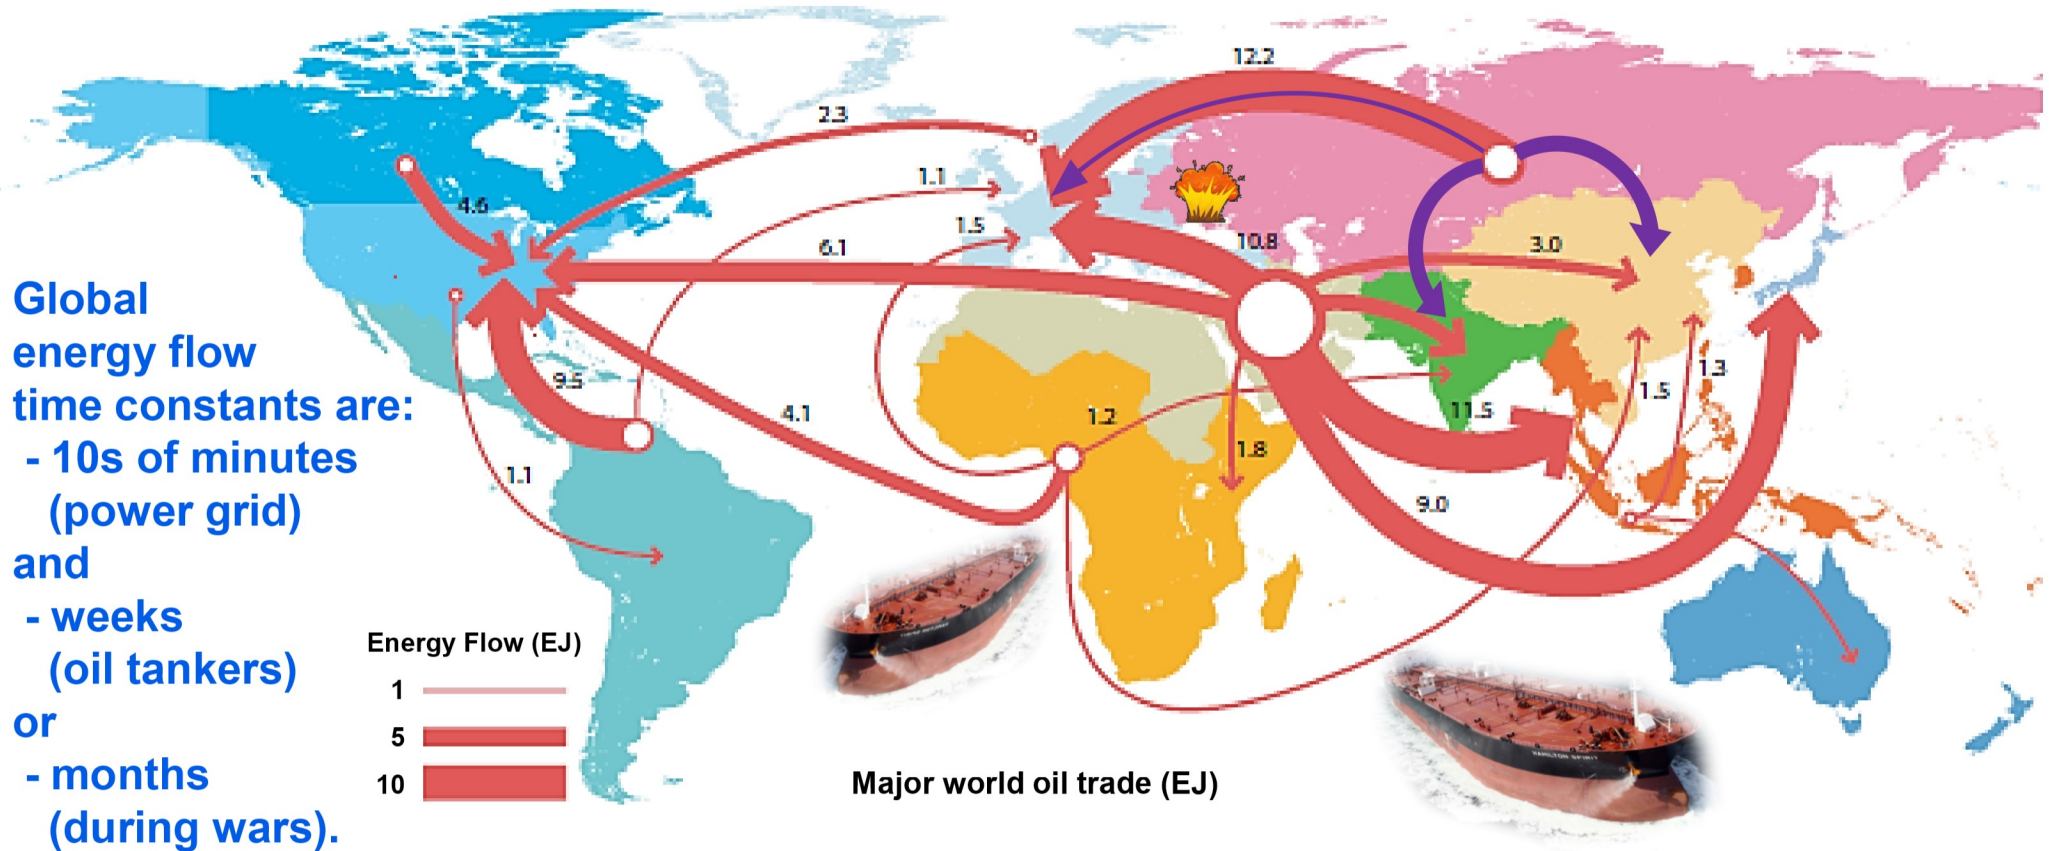 12.2
2.3
1.1
4.6
1.5
6.1
10.8
3.0
Global
energy flow
time constants are:
- 10s of minutes
(power grid)
and
- weeks
(oil tankers)
or
- months
(during wars).
9.5
4.1
1.2
1.1
1.8
11.5
1.5
1.3
9.0
Energy Flow (EJ)
1
5
10
Major world oil trade (EJ)
HAMILTON SPIRIT